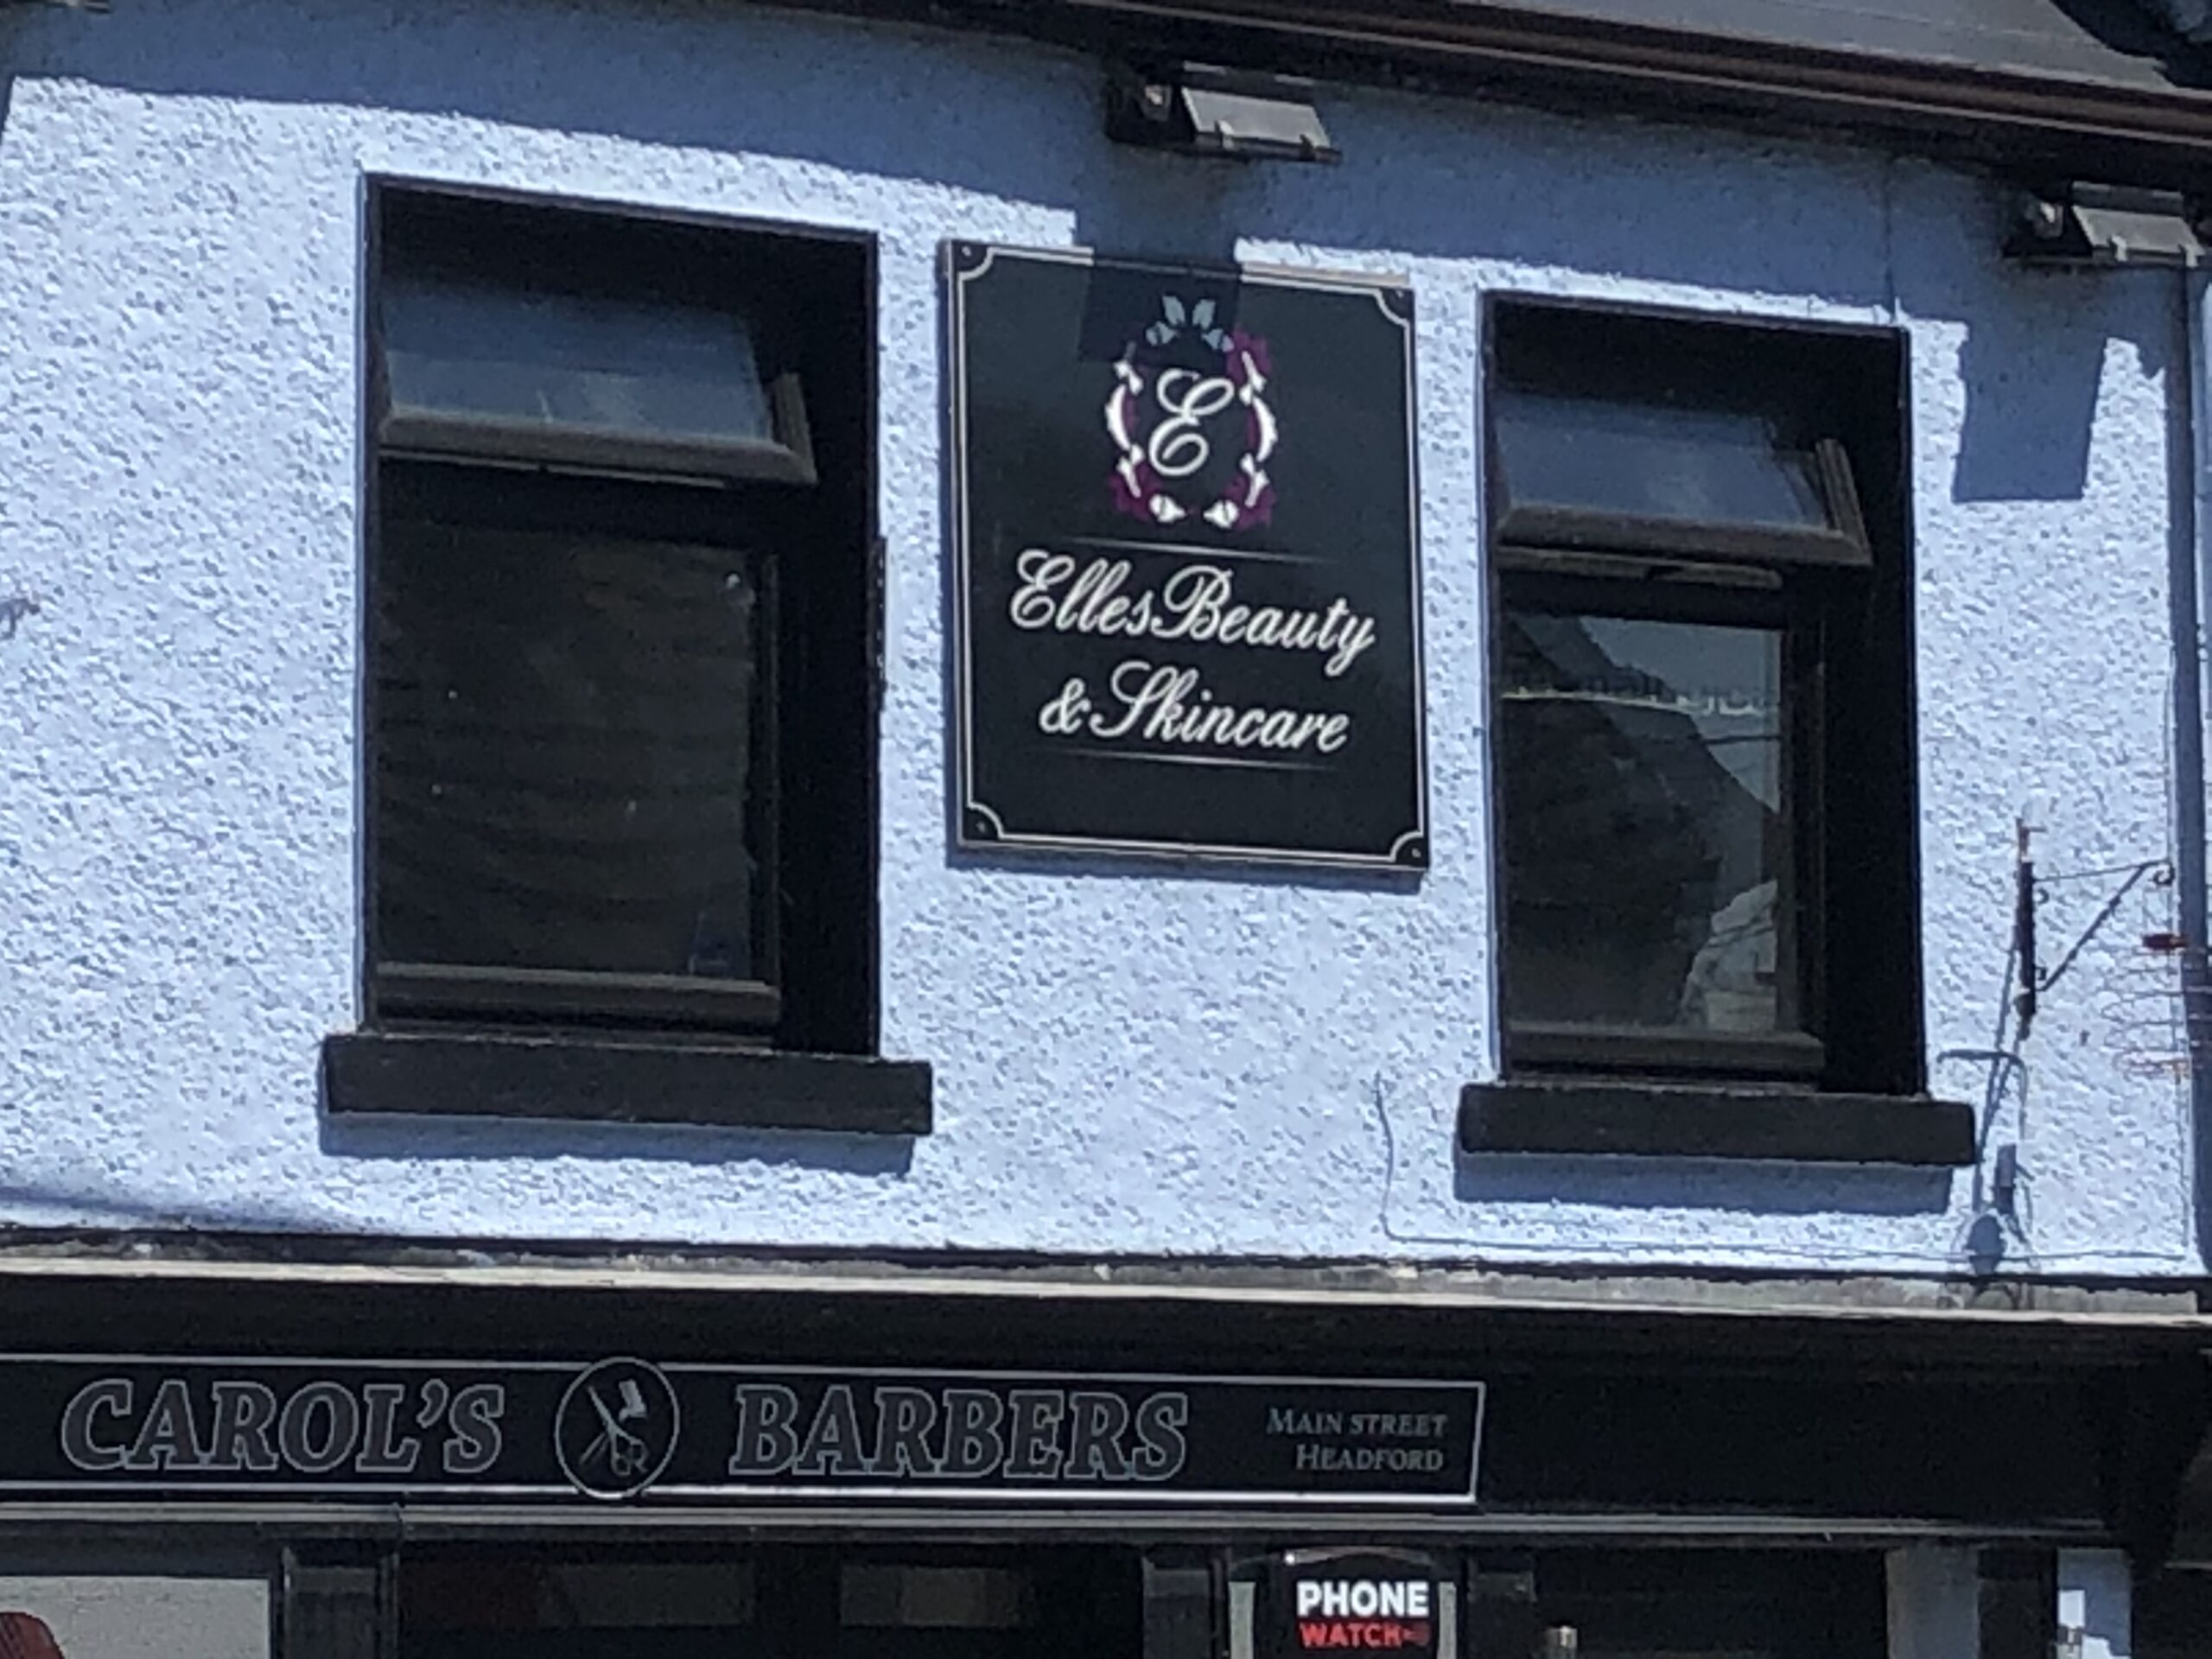 E
Elles Beauty
& Skincare
CAROL'S BARBERS
MAIN STREET
HEADFORD
PHONE
WATCH